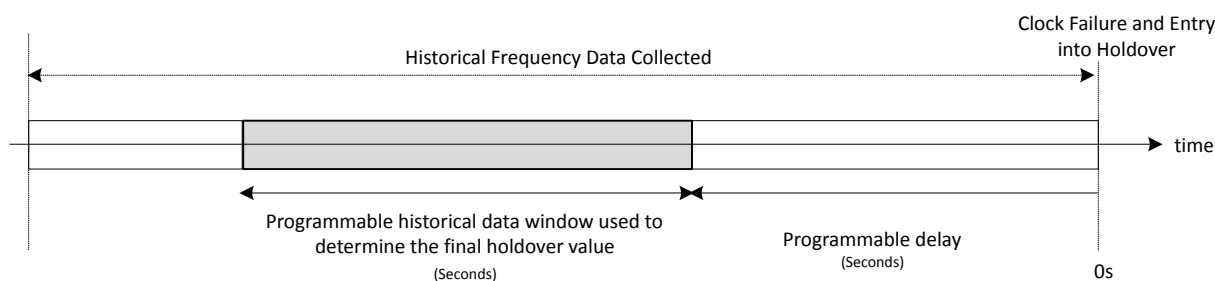 Clock Failure and Entry
into Holdover
Historical Frequency Data Collected
time
Programmable historical data window used to
determine the final holdover value
(Seconds)
Programmable delay
(Seconds)
0s